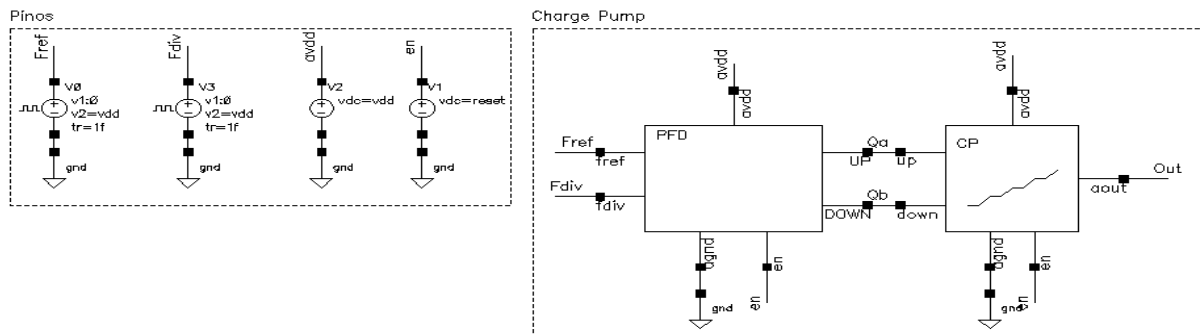 Pinos
Charge Pump
Fref
Fdiv
avdd
en
V0
v1:0
v2=vdd
tr=1f
gnd
V3
v1:0
v2=vdd
tr=1f
gnd
V2
vdc=vdd
gnd
V1
vdc=reset
gnd
avdd
avdd
avdd
avdd
PFD
CP
Fref
fref
Fdiv
fdiv
Qa
UP
up
Qb
DOWN
down
Out
aout
agnd
en
gnd
en
agnd
en
gnd
en